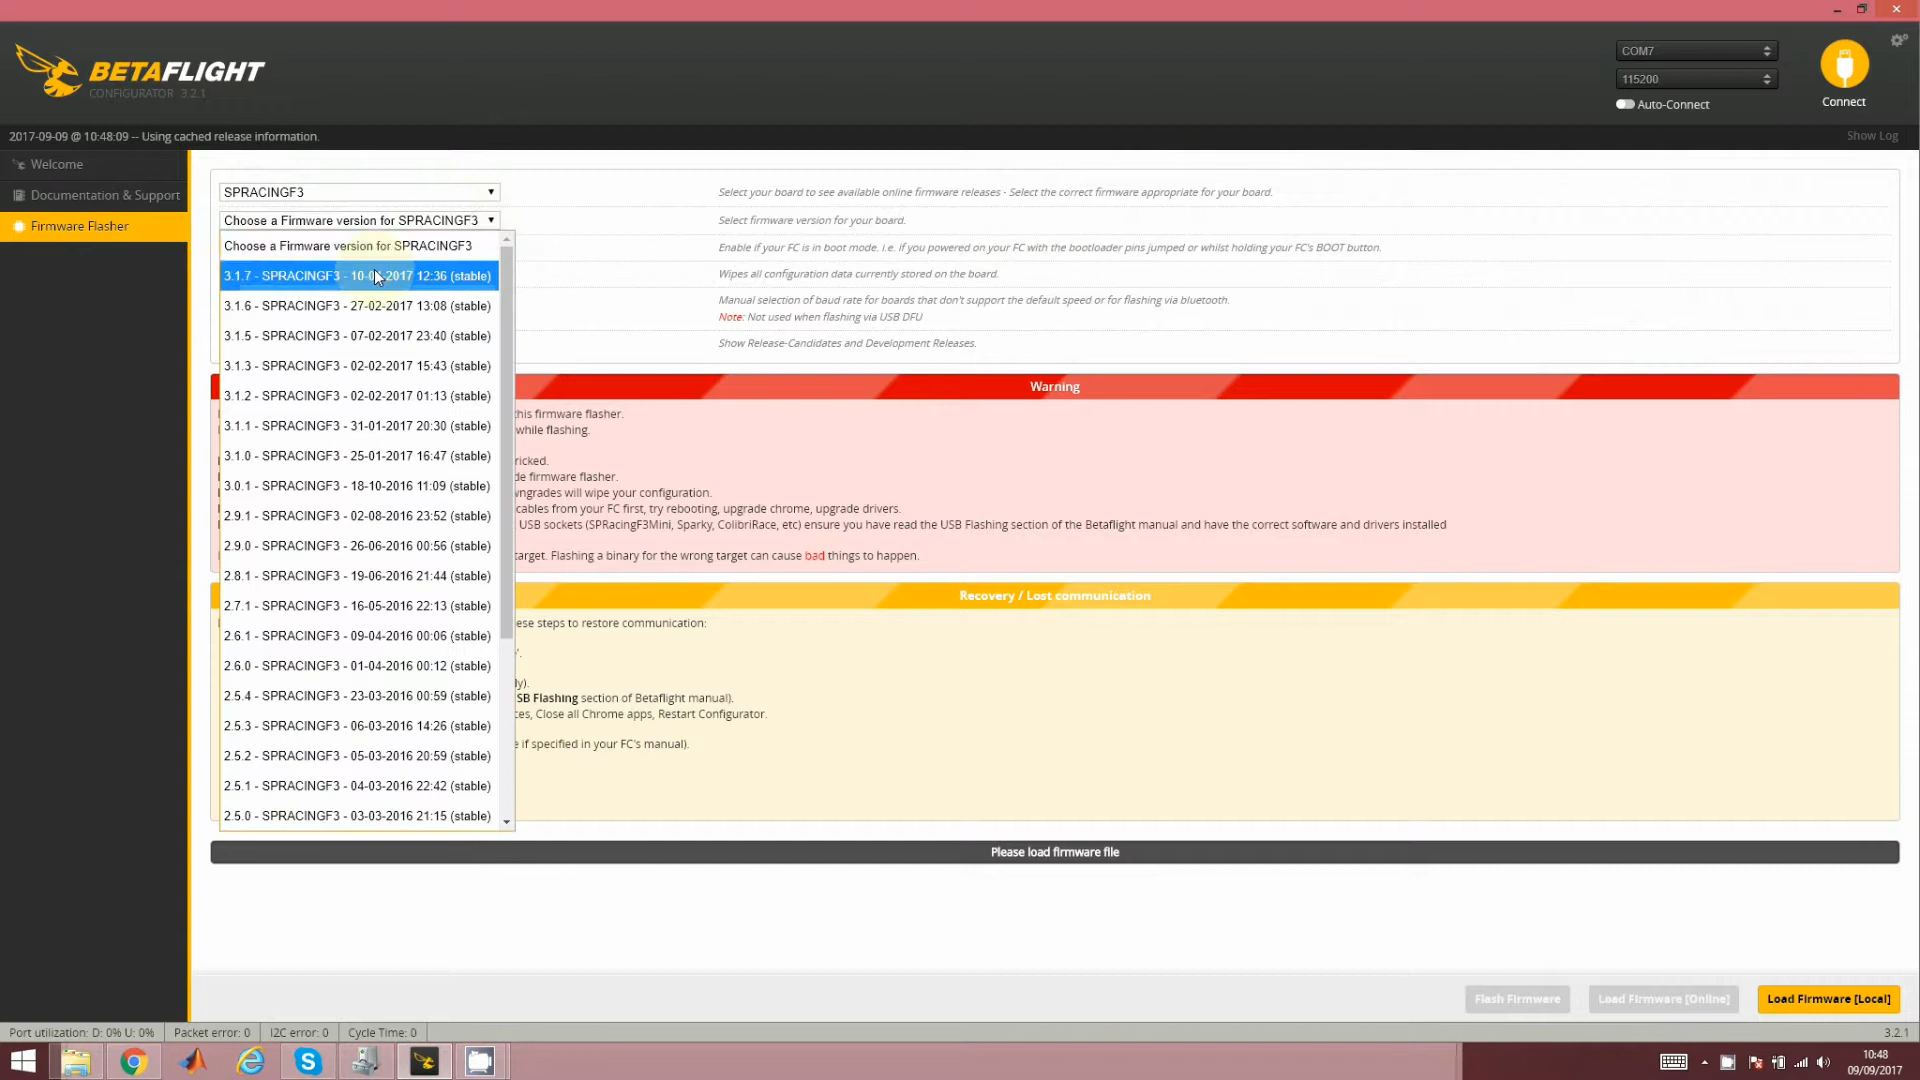 BETAFLIGHT
CONFIGURATOR 3.2.1
COM7
115200
Auto-Connect
Connect
2017-09-09 @ 10:48:09 -- Using cached release information.
Show Log
Welcome
Documentation & Support
Firmware Flasher
SPRACINGF3
Select your board to see available online firmware releases - Select the correct firmware appropriate for your board.
Choose a Firmware version for SPRACINGF3
Select firmware version for your board.
Choose a Firmware version for SPRACINGF3
Enable if your FC is in boot mode. i.e. if you powered on your FC with the bootloader pins jumped or whilst holding your FC's BOOT button.
3.1.7 - SPRACINGF3 - 10-0 -2017 12:36 (stable)
Wipes all configuration data currently stored on the board.
3.1.6 - SPRACINGF3 - 27-02-2017 13:08 (stable)
Manual selection of baud rate for boards that don't support the default speed or for flashing via bluetooth.
Note: Not used when flashing via USB DFU
3.1.5 - SPRACINGF3 - 07-02-2017 23:40 (stable)
Show Release-Candidates and Development Releases.
3.1.3 - SPRACINGF3 - 02-02-2017 15:43 (stable)
3.1.2 - SPRACINGF3 - 02-02-2017 01:13 (stable)
3.1.1 - SPRACINGF3 - 31-01-2017 20:30 (stable)
3.1.0 - SPRACINGF3 - 25-01-2017 16:47 (stable)
3.0.1 - SPRACINGF3 - 18-10-2016 11:09 (stable)
2.9.1 - SPRACINGF3 - 02-08-2016 23:52 (stable)
2.9.0 - SPRACINGF3 - 26-06-2016 00:56 (stable)
2.8.1 - SPRACINGF3 - 19-06-2016 21:44 (stable)
2.7.1 - SPRACINGF3 - 16-05-2016 22:13 (stable)
2.6.1 - SPRACINGF3 - 09-04-2016 00:06 (stable)
2.6.0 - SPRACINGF3 - 01-04-2016 00:12 (stable)
2.5.4 - SPRACINGF3 - 23-03-2016 00:59 (stable)
2.5.3 - SPRACINGF3 - 06-03-2016 14:26 (stable)
2.5.2 - SPRACINGF3 - 05-03-2016 20:59 (stable)
2.5.1 - SPRACINGF3 - 04-03-2016 22:42 (stable)
2.5.0 - SPRACINGF3 - 03-03-2016 21:15 (stable)
Warning
this firmware flasher.
while flashing.
ricked.
de firmware flasher.
wngrades will wipe your configuration.
cables from your FC first, try rebooting, upgrade chrome, upgrade drivers.
USB sockets (SPRacingF3Mini, Sparky, ColibriRace, etc) ensure you have read the USB Flashing section of the Betaflight manual and have the correct software and drivers installed
target. Flashing a binary for the wrong target can cause bad things to happen.
Recovery / Lost communication
ese steps to restore communication:
'.
ly).
SB Flashing section of Betaflight manual).
ces, Close all Chrome apps, Restart Configurator.
e if specified in your FC's manual).
Please load firmware file
Flash Firmware
Load Firmware [Online]
Load Firmware [Local]
Port utilization: D: 0% U: 0%
Packet error: 0
I2C error: 0
Cycle Time: 0
3.2.1
10:48
09/09/2017